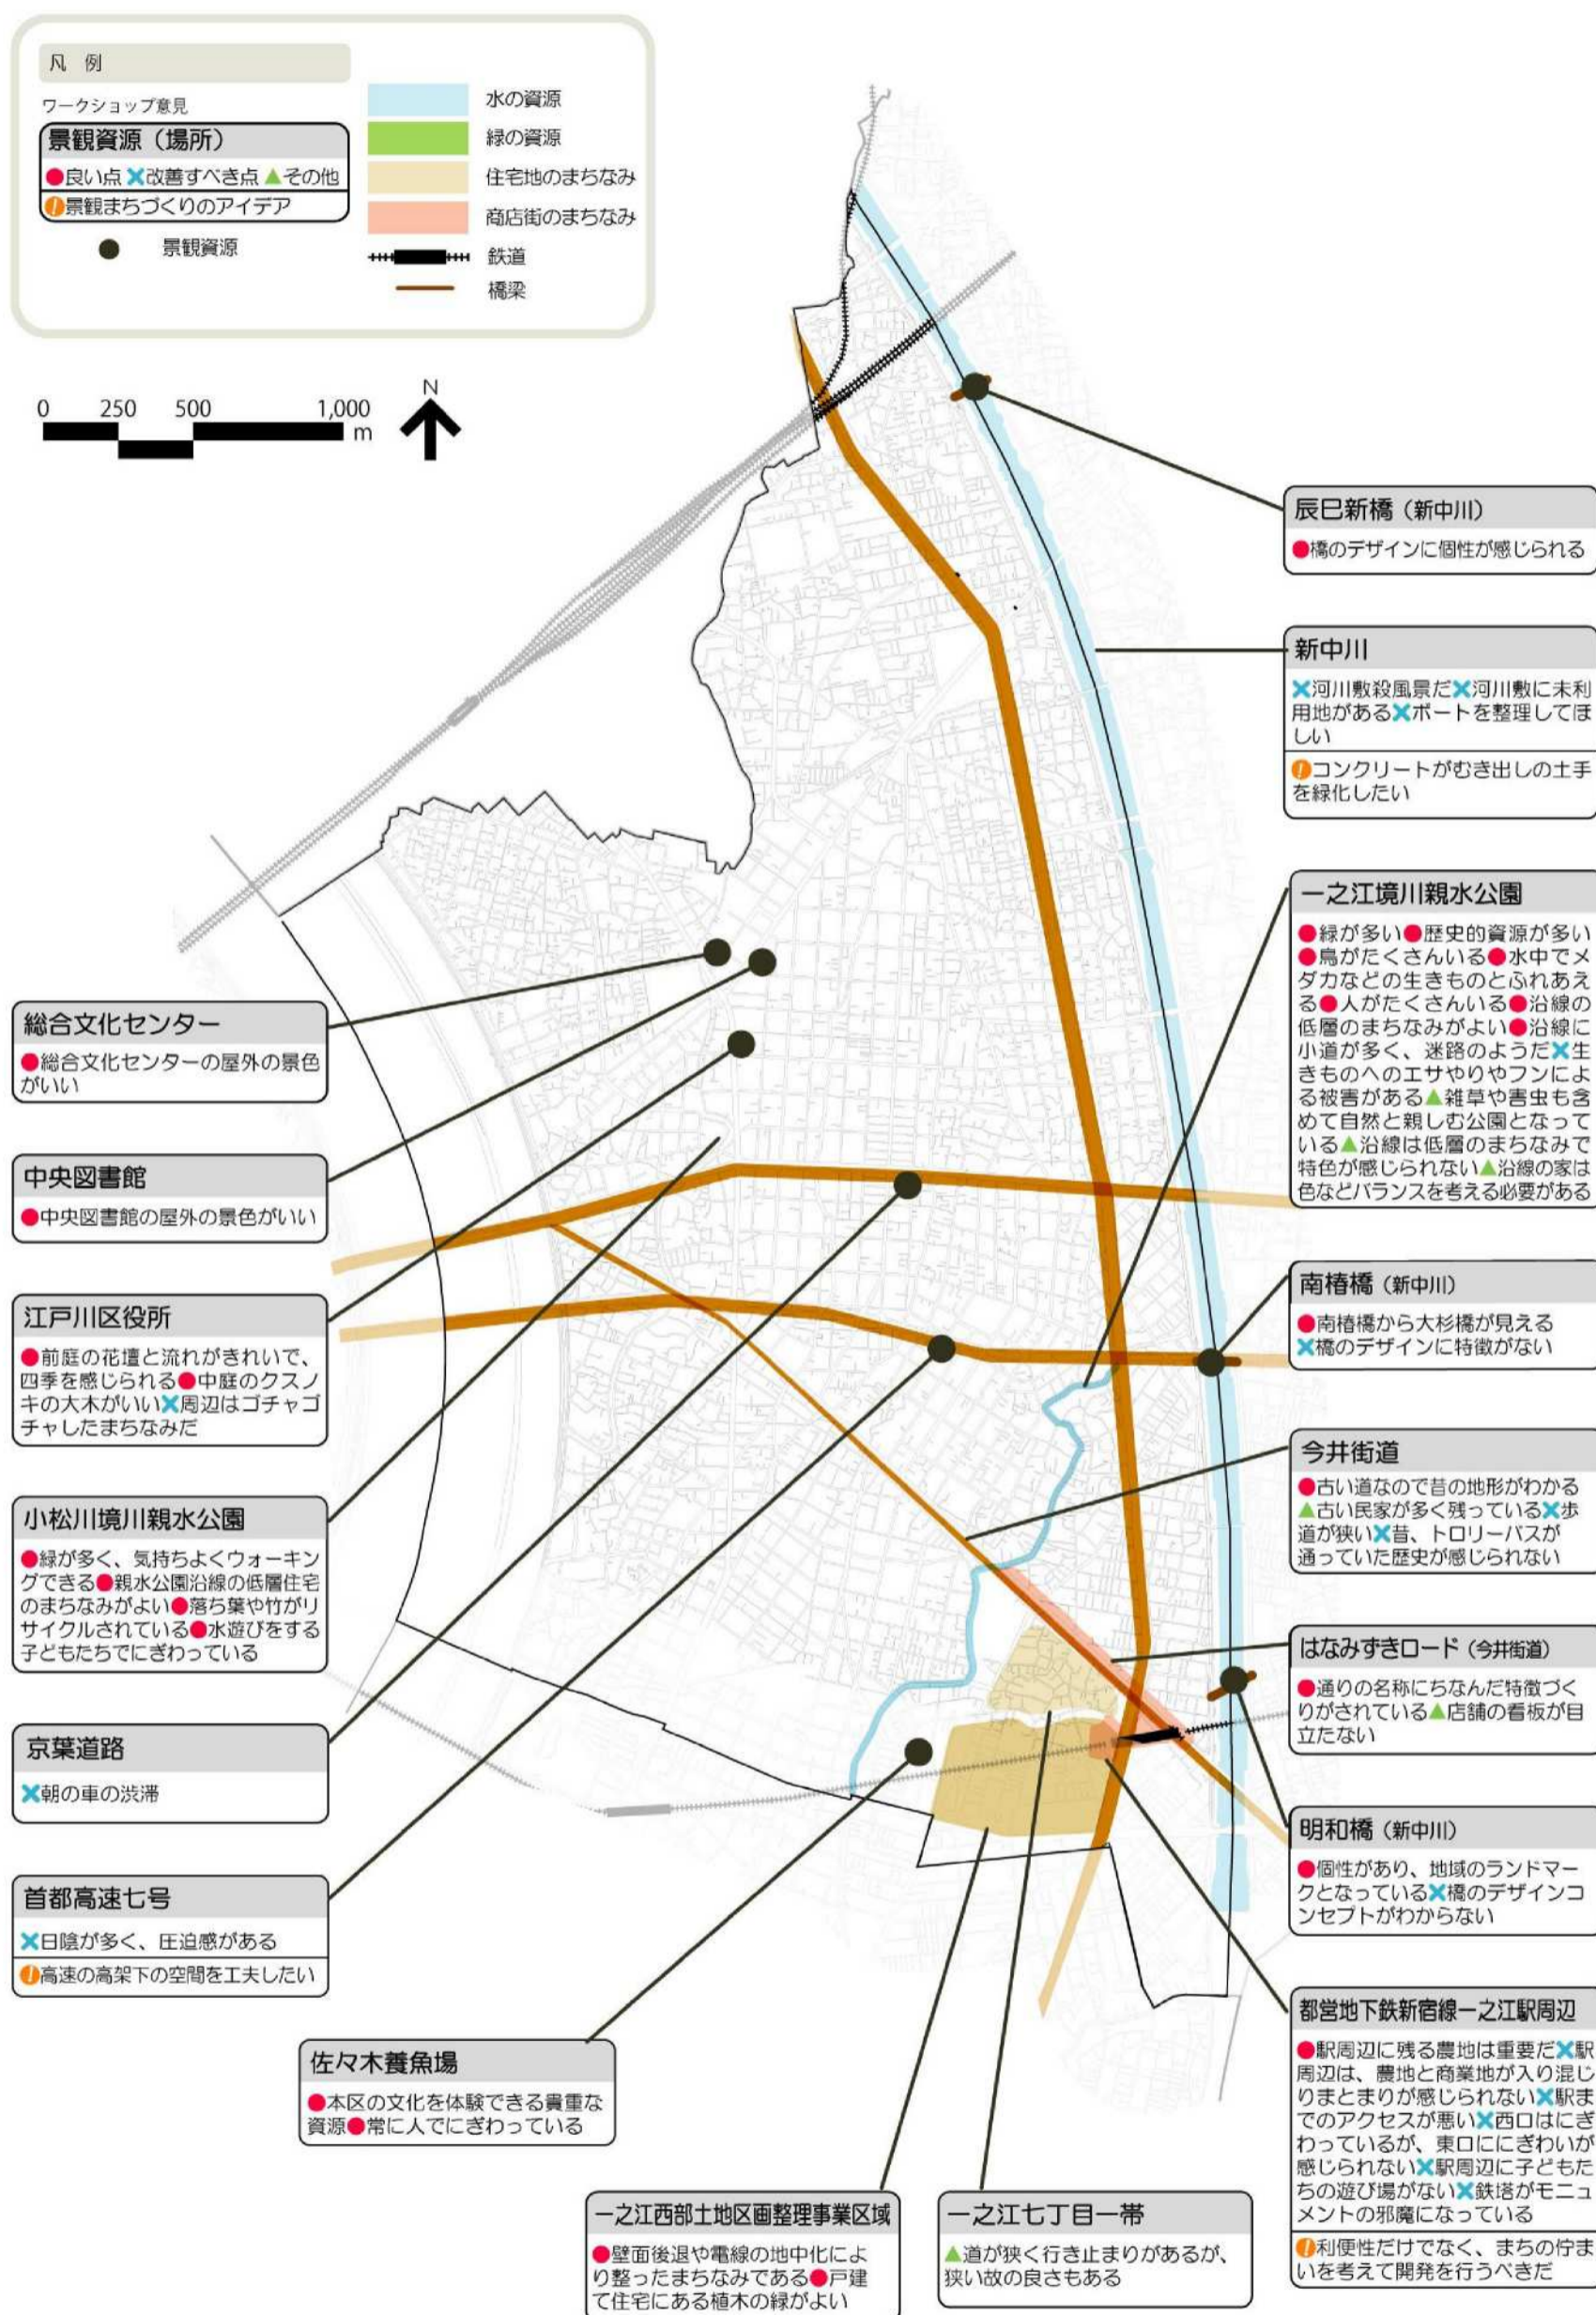 凡 例
ワークショップ意見
景観資源（場所）
●良い点 ✖改善すべき点 ▲その他
!景観まちづくりのアイデア
● 景観資源
水の資源
緑の資源
住宅地のまちなみ
商店街のまちなみ
鉄道
橋梁
0 250 500 1,000
m
N
辰巳新橋（新中川）
●橋のデザインに個性が感じられる
新中川
✖河川敷殺風景だ✖河川敷に未利
用地がある✖ボートを整理してほ
しい
!コンクリートがむき出しの土手
を緑化したい
一之江境川親水公園
●緑が多い●歴史的資源が多い
●鳥がたくさんいる●水中でメ
ダカなどの生きものとふれあえ
る●人がたくさんいる●沿線の
低層のまちなみがよい●沿線に
小道が多く、迷路のようだ✖生
きものへのエサやりやフンによ
る被害がある▲雑草や害虫も含
めて自然と親しむ公園となって
いる▲沿線は低層のまちなみで
特色が感じられない▲沿線の家は
色などバランスを考える必要がある
南椿橋（新中川）
●南椿橋から大杉橋が見える
✖橋のデザインに特徴がない
今井街道
●古い道なので昔の地形がわかる
▲古い民家が多く残っている✖歩
道が狭い✖昔、トロリーバスが
通っていた歴史が感じられない
はなみずきロード（今井街道）
●通りの名称にちなんだ特徴づく
りがされている▲店舗の看板が目
立たない
明和橋（新中川）
●個性があり、地域のランドマー
クとなっている✖橋のデザインコ
ンセプトがわからない
都営地下鉄新宿線一之江駅周辺
●駅周辺に残る農地は重要だ✖駅
周辺は、農地と商業地が入り混じ
りまとまりが感じられない✖駅ま
でのアクセスが悪い✖西口はにぎ
わっているが、東口ににぎわいが
感じられない✖駅周辺に子どもた
ちの遊び場がない✖鉄塔がモニュ
メントの邪魔になっている
!利便性だけでなく、まちの佇ま
いを考えて開発を行うべきだ
総合文化センター
●総合文化センターの屋外の景色
がいい
中央図書館
●中央図書館の屋外の景色がいい
江戸川区役所
●前庭の花壇と流れがきれいで、
四季を感じられる●中庭のクスノ
キの大木がいい✖周辺はゴチャゴ
チャしたまちなみだ
小松川境川親水公園
●緑が多く、気持ちよくウォーキン
グできる●親水公園沿線の低層住宅
のまちなみがよい●落ち葉や竹がリ
サイクルされている●水遊びをする
子どもたちでにぎわっている
京葉道路
✖朝の車の渋滞
首都高速七号
✖日陰が多く、圧迫感がある
!高速の高架下の空間を工夫したい
佐々木養魚場
●本区の文化を体験できる貴重な
資源●常に人でにぎわっている
一之江西部土地区画整理事業区域
●壁面後退や電線の地中化によ
り整ったまちなみである●戸建
て住宅にある植木の緑がよい
一之江七丁目一帯
▲道が狭く行き止まりがあるが、
狭い故の良さもある